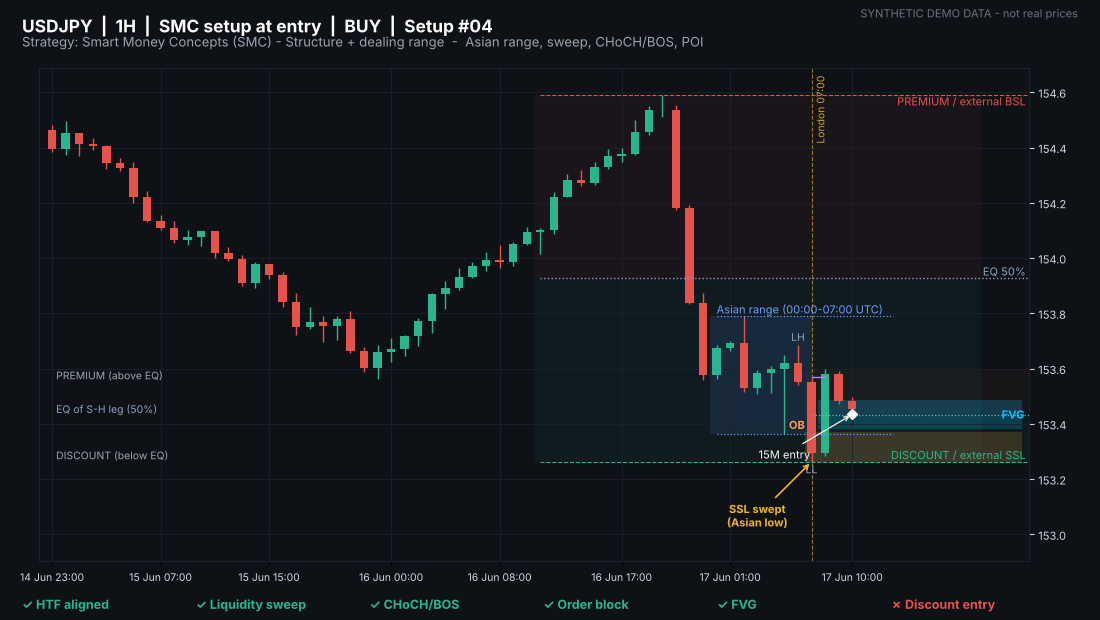 SYNTHETIC DEMO DATA - not real prices
USDJPY | 1H | SMC setup at entry | BUY | Setup #04
Strategy: Smart Money Concepts (SMC) - Structure + dealing range - Asian range, sweep, CHoCH/BOS, POI
London 07:00
PREMIUM / external BSL
EQ 50%
Asian range (00:00-07:00 UTC)
LH
PREMIUM (above EQ)
EQ of S-H leg (50%)
DISCOUNT (below EQ)
OB
FVG
15M entry
DISCOUNT / external SSL
LL
SSL swept
(Asian low)
154.6
154.4
154.2
154.0
153.8
153.6
153.4
153.2
153.0
14 Jun 23:00 15 Jun 07:00 15 Jun 15:00 16 Jun 00:00 16 Jun 08:00 16 Jun 17:00 17 Jun 01:00 17 Jun 10:00
✓ HTF aligned ✓ Liquidity sweep ✓ CHoCH/BOS ✓ Order block ✓ FVG × Discount entry